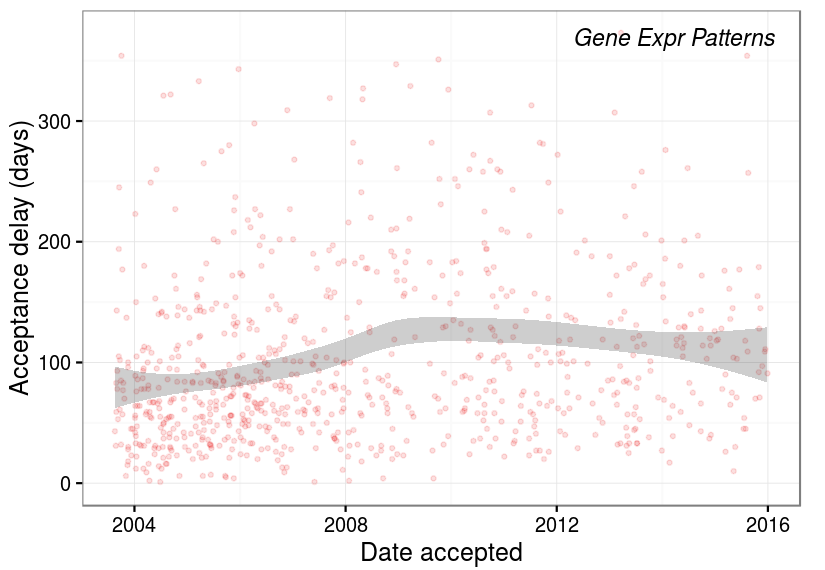 Gene Expr Patterns
Acceptance delay (days)
300
200
100
0
2004 2008 2012 2016
Date accepted